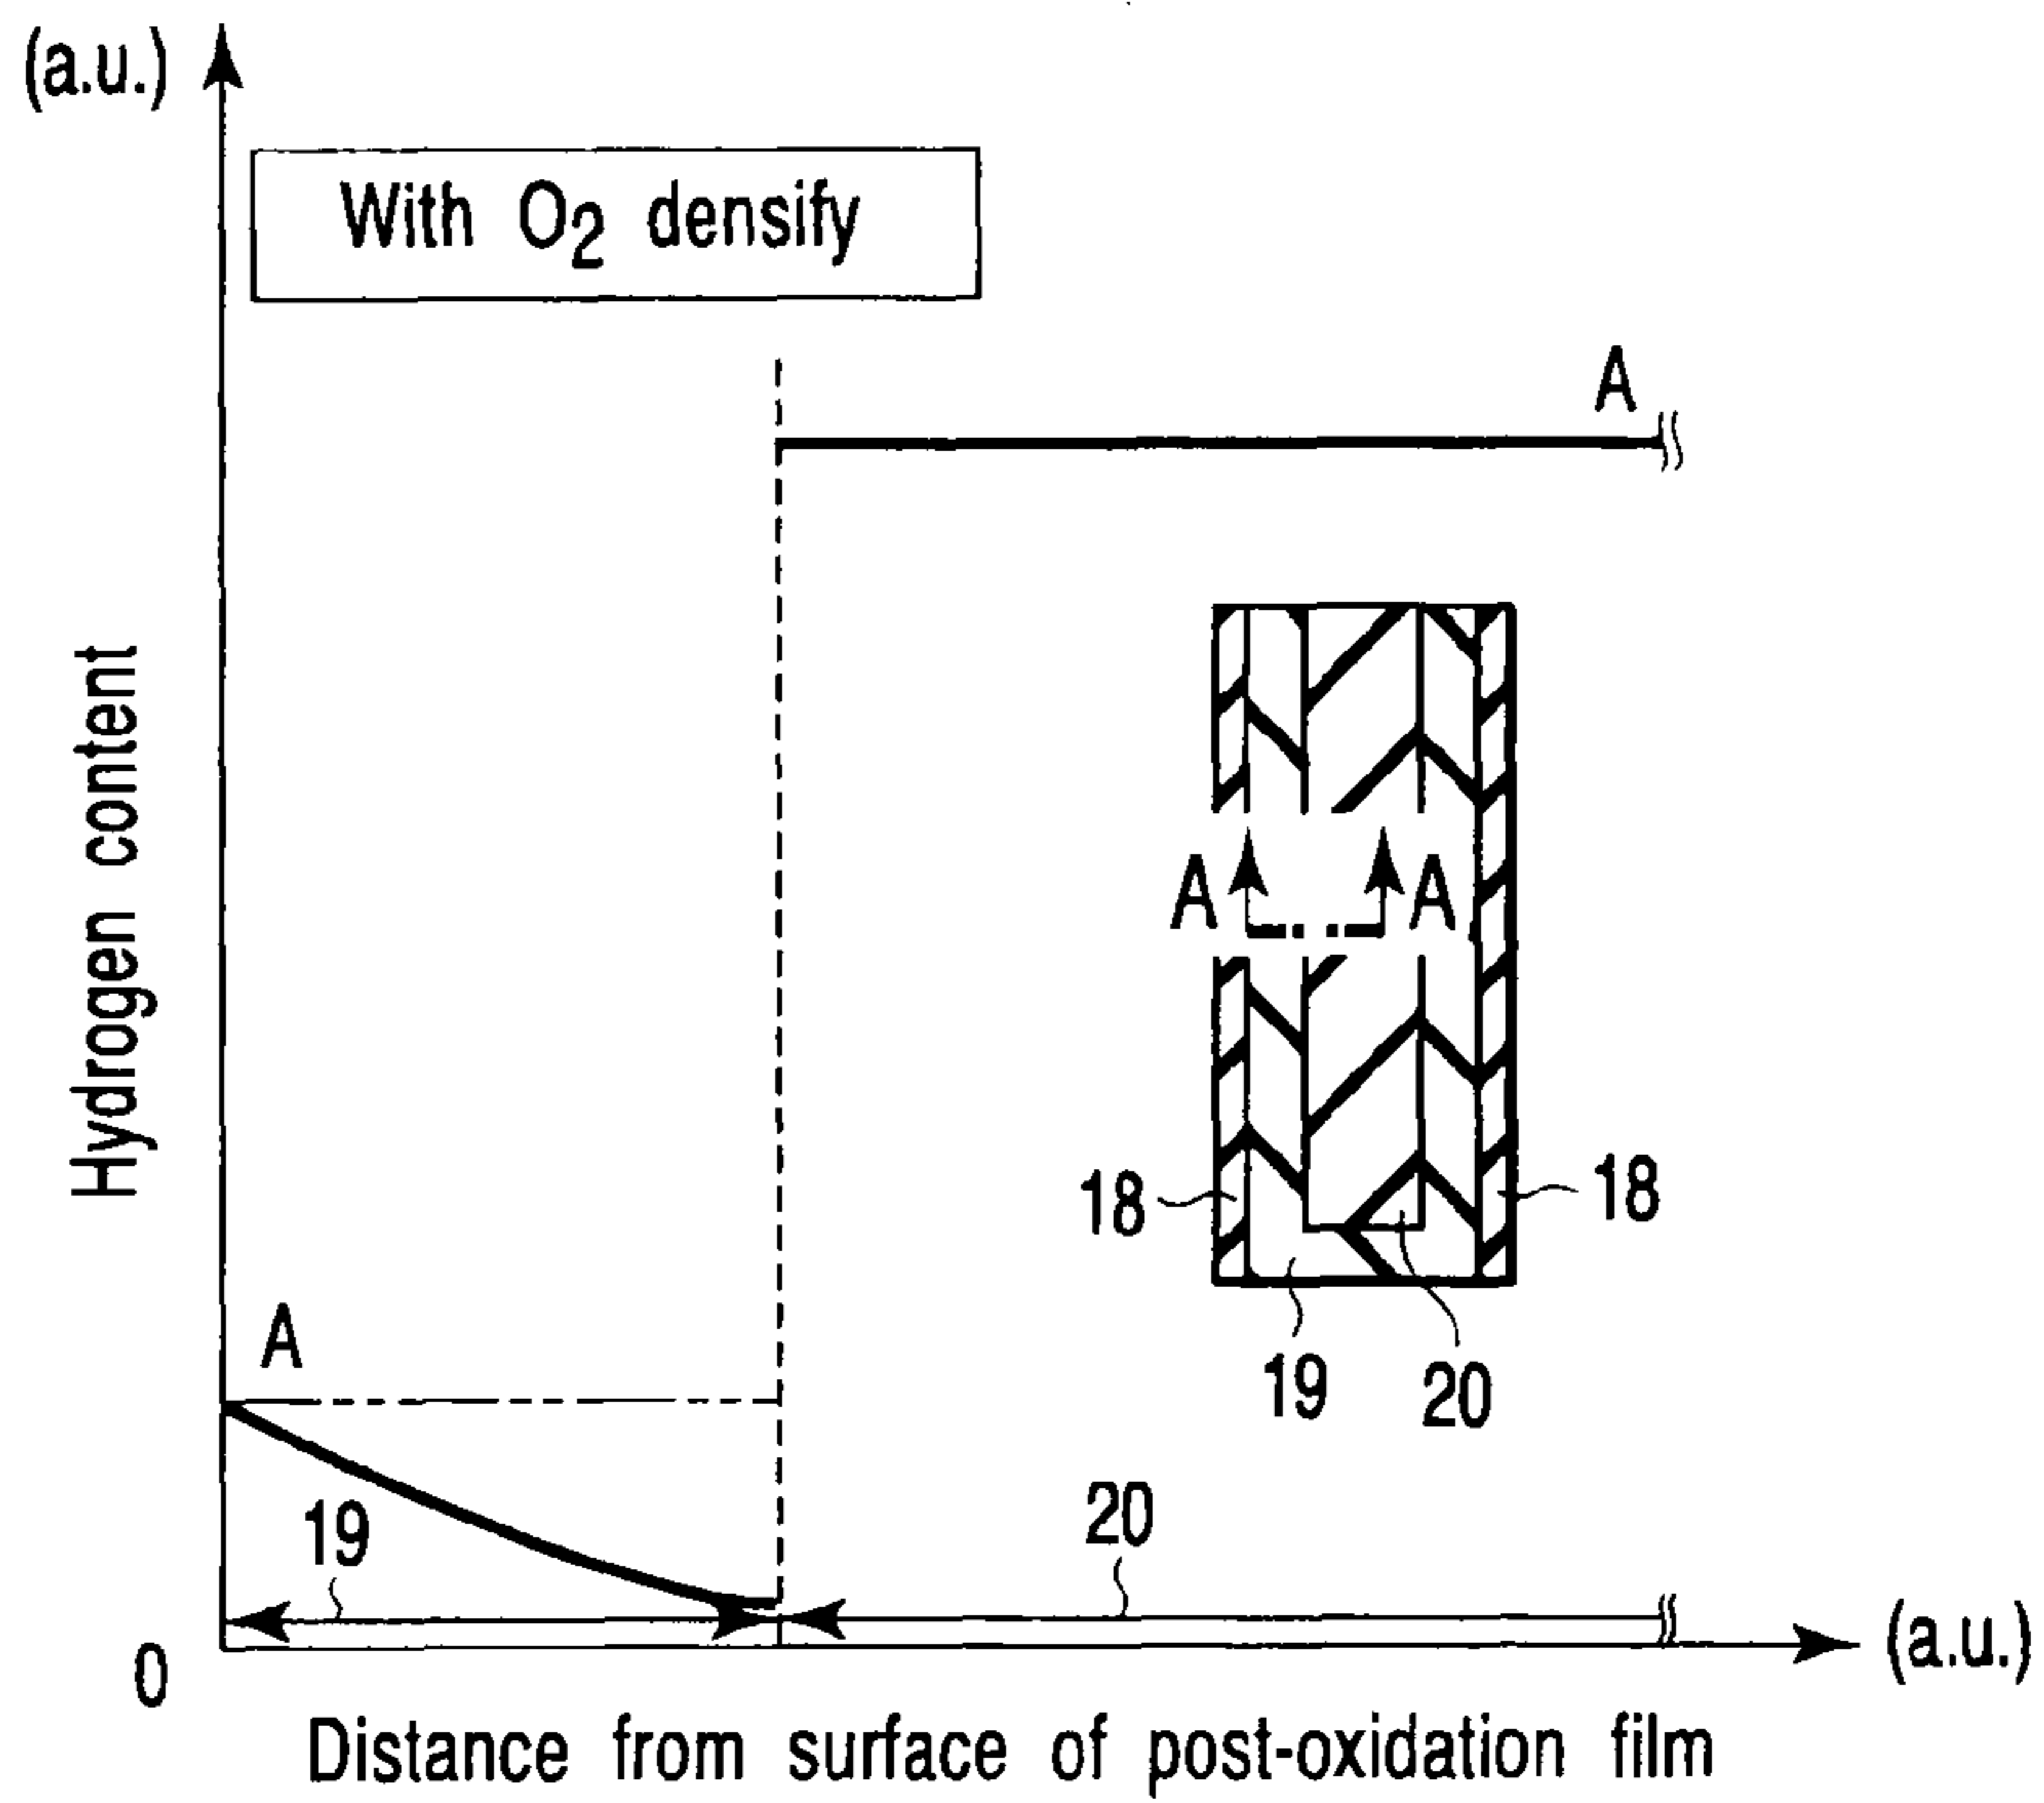 (a.u.)
With O2 densify
A
Hydrogen content
A A
18 18
19 20
A
19 20
0 (a.u.)
Distance from surface of post-oxidation film